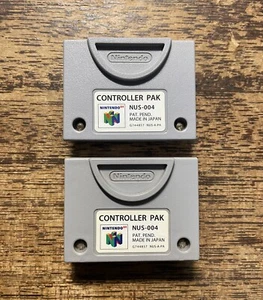 Nintendo
CONTROLLER PAK
NUS-004
NINTENDO 64
PAT. PEND.
MADE IN JAPAN
Nintendo
CONTROLLER PAK
NUS-004
NINTENDO 64
PAT. PEND.
MADE IN JAPAN